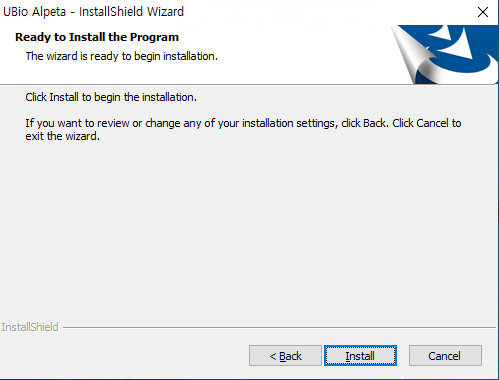 UBio Alpeta - InstallShield Wizard
Ready to Install the Program
The wizard is ready to begin installation.
Click Install to begin the installation.
If you want to review or change any of your installation settings, click Back. Click Cancel to
exit the wizard.
InstallShield
< Back
Install
Cancel